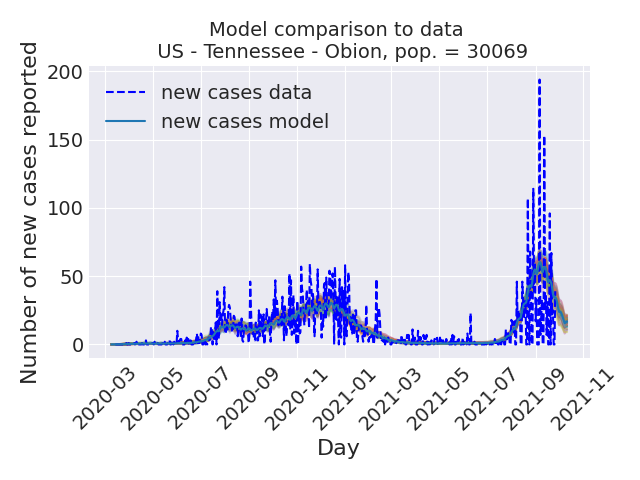 Model comparison to data
US - Tennessee - Obion, pop. = 30069
Number of new cases reported
200
150
100
50
0
new cases data
new cases model
2020-03
2020-05
2020-07
2020-09
2020-11
2021-01
2021-03
2021-05
2021-07
2021-09
2021-11
Day